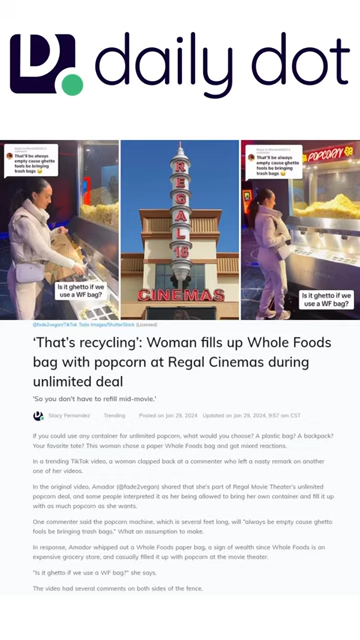 daily dot
That'll be always
empty cause ghetto
fools be bringing
trash bags 😂
Is it ghetto if we
use a WF bag?
REGAL
16
CINEMAS
POPCORN
That'll be always
empty cause ghetto
fools be bringing
trash bags 😂
Is it ghetto if we
use a WF bag?
@fade2vegan/TikTok Tada Images/ShutterStock (Licensed)
‘That’s recycling’: Woman fills up Whole Foods
bag with popcorn at Regal Cinemas during
unlimited deal
'So you don't have to refill mid-movie.'
Stacy Fernandez
Trending
Posted on Jan 29, 2024
Updated on Jan 29, 2024, 9:57 am CST
If you could use any container for unlimited popcorn, what would you choose? A plastic bag? A backpack?
Your favorite tote? This woman chose a paper Whole Foods bag and got mixed reactions.
In a trending TikTok video, a woman clapped back at a commenter who left a nasty remark on another
one of her videos.
In the original video, Amador (@fade2vegan) shared that she's part of Regal Movie Theater's unlimited
popcorn deal, and some people interpreted it as her being allowed to bring her own container and fill it up
with as much popcorn as she wants.
One commenter said the popcorn machine, which is several feet long, will "always be empty cause ghetto
fools be bringing trash bags." What an assumption to make.
In response, Amador whipped out a Whole Foods paper bag, a sign of wealth since Whole Foods is an
expensive grocery store, and casually filled it up with popcorn at the movie theater.
"Is it ghetto if we use a WF bag?" she says.
The video had several comments on both sides of the fence.